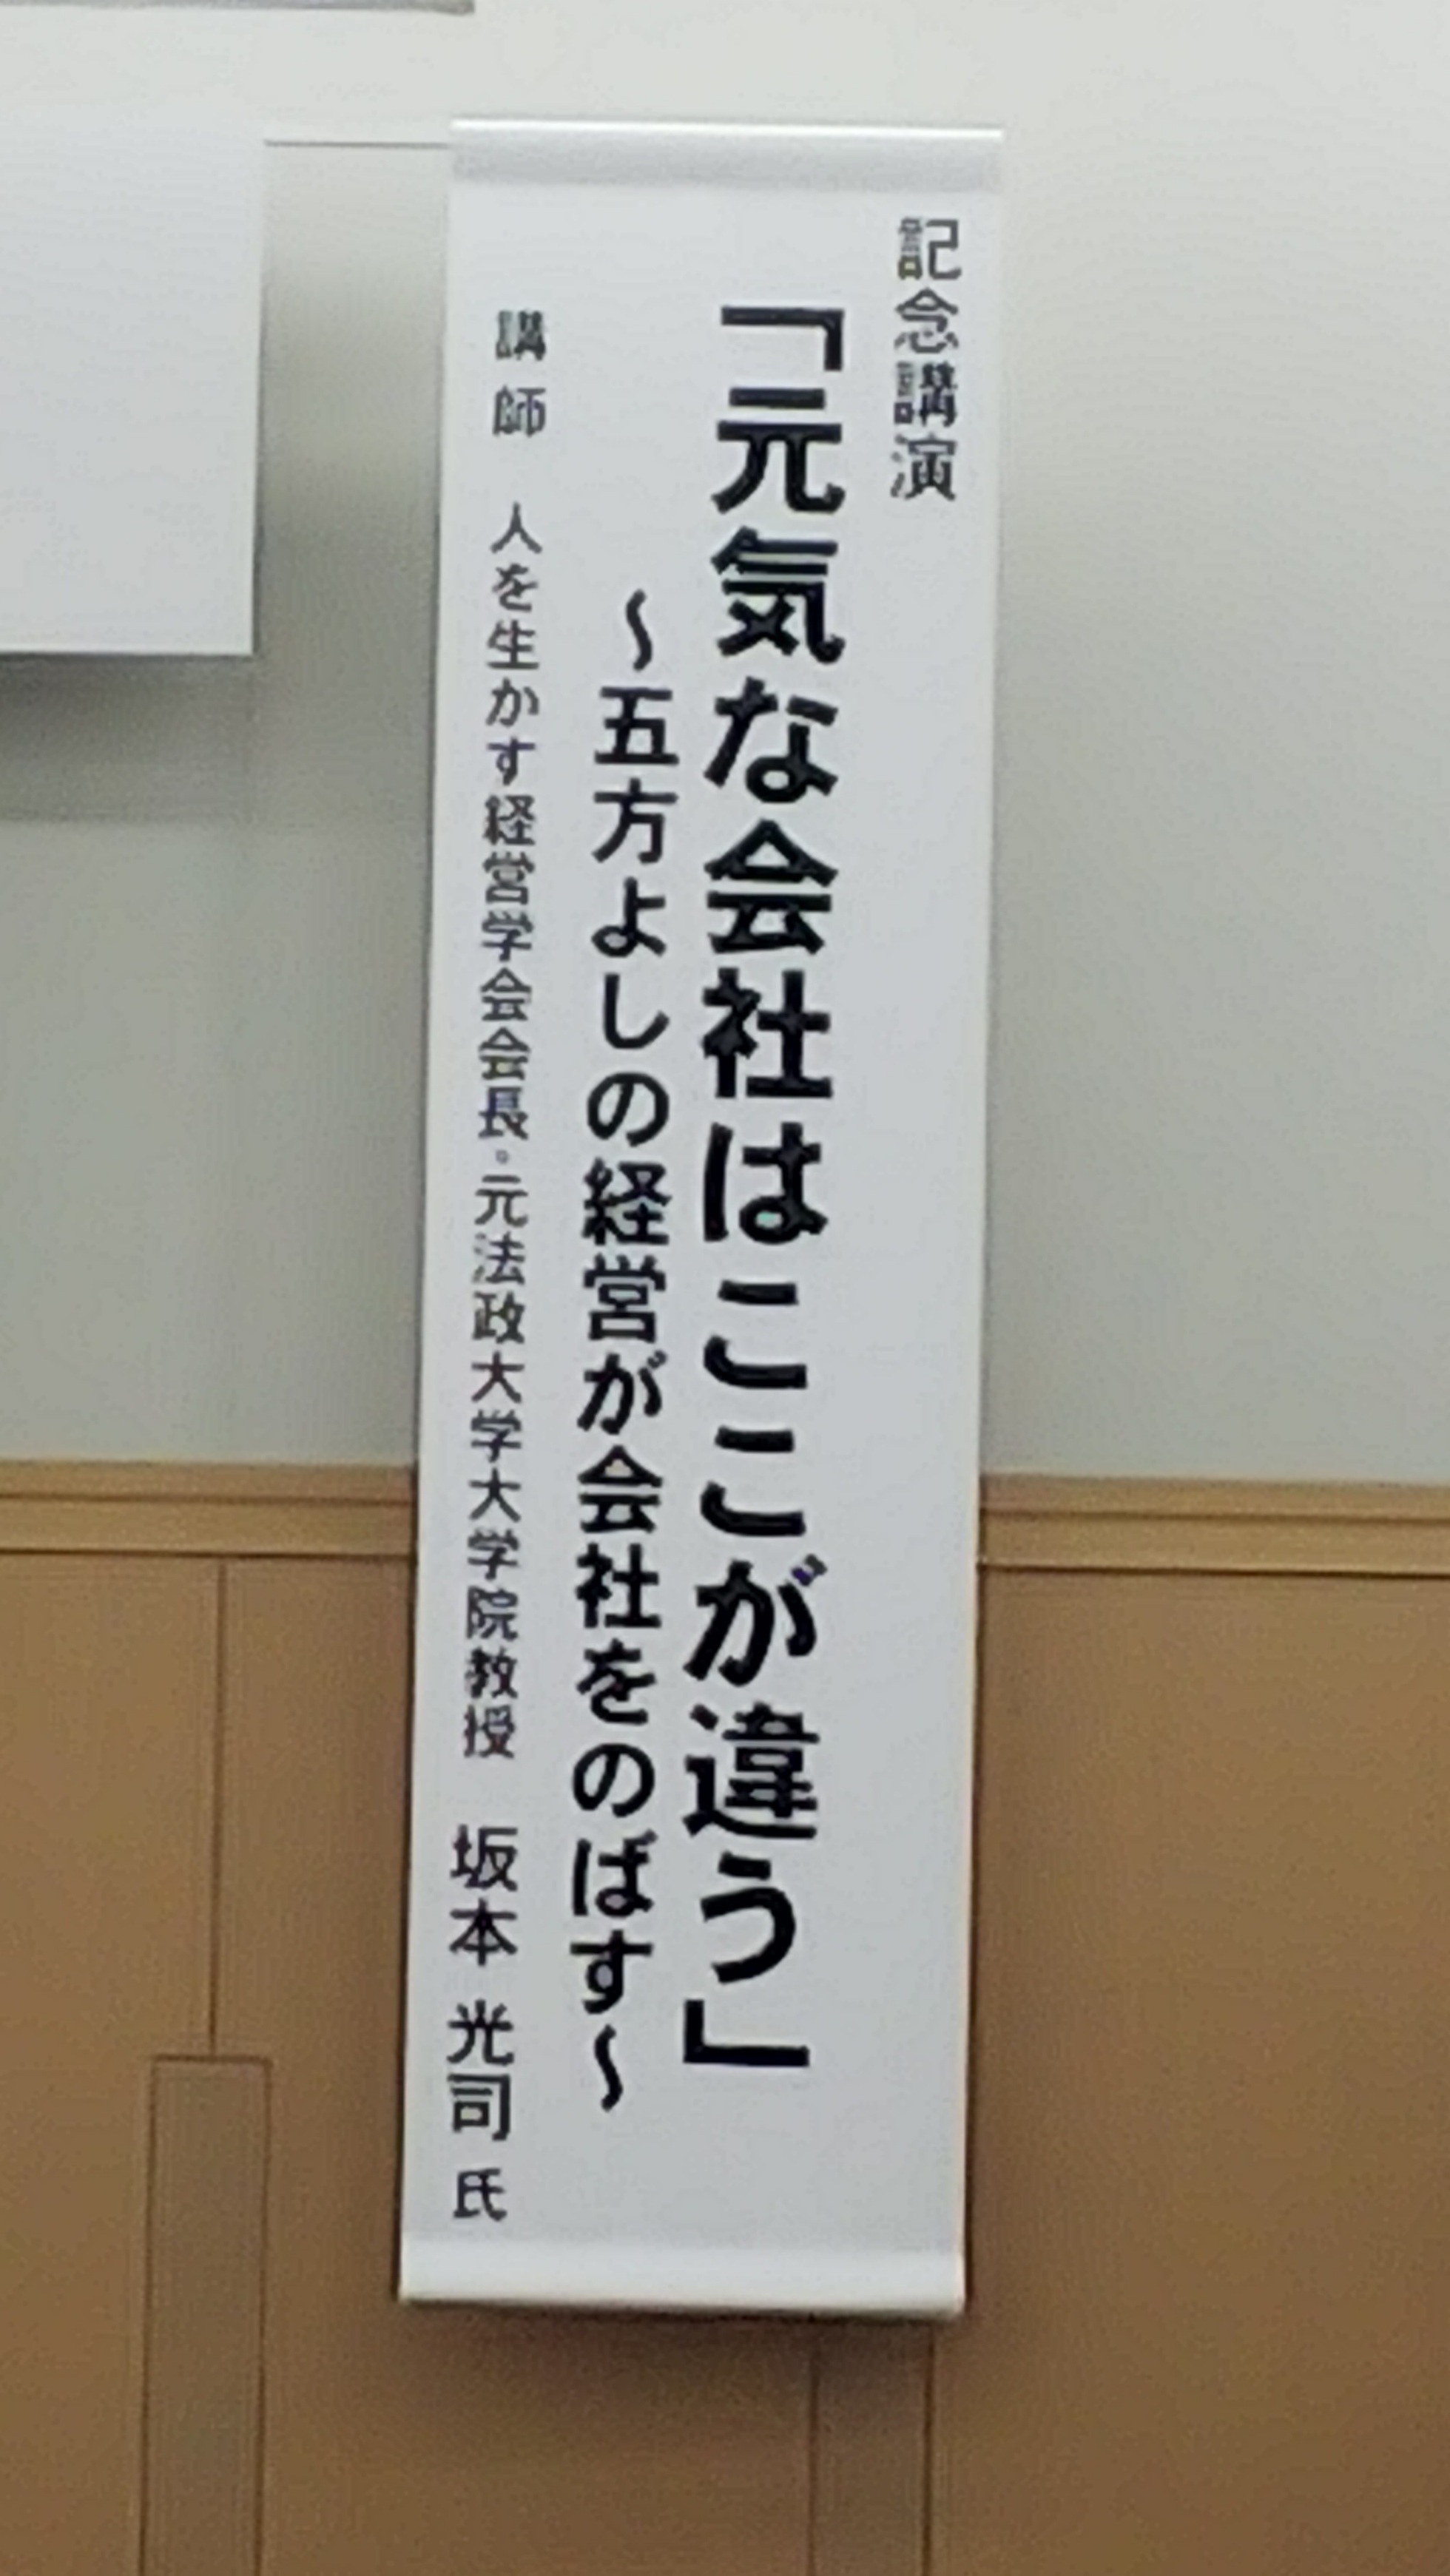 記念講演
「元気な会社はここが違う」
～五方よしの経営が会社をのばす～
講師　人を生かす経営学会会長・元法政大学大学院教授　坂本 光司 氏